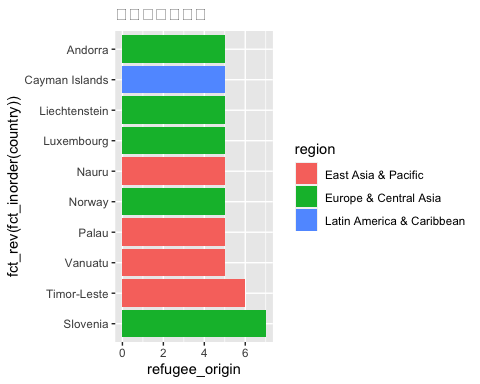 Andorra
Cayman Islands
Liechtenstein
Luxembourg
Nauru
Norway
Palau
Vanuatu
Timor-Leste
Slovenia
0 2 4 6
refugee_origin
fct_rev(fct_inorder(country))
region
East Asia & Pacific
Europe & Central Asia
Latin America & Caribbean